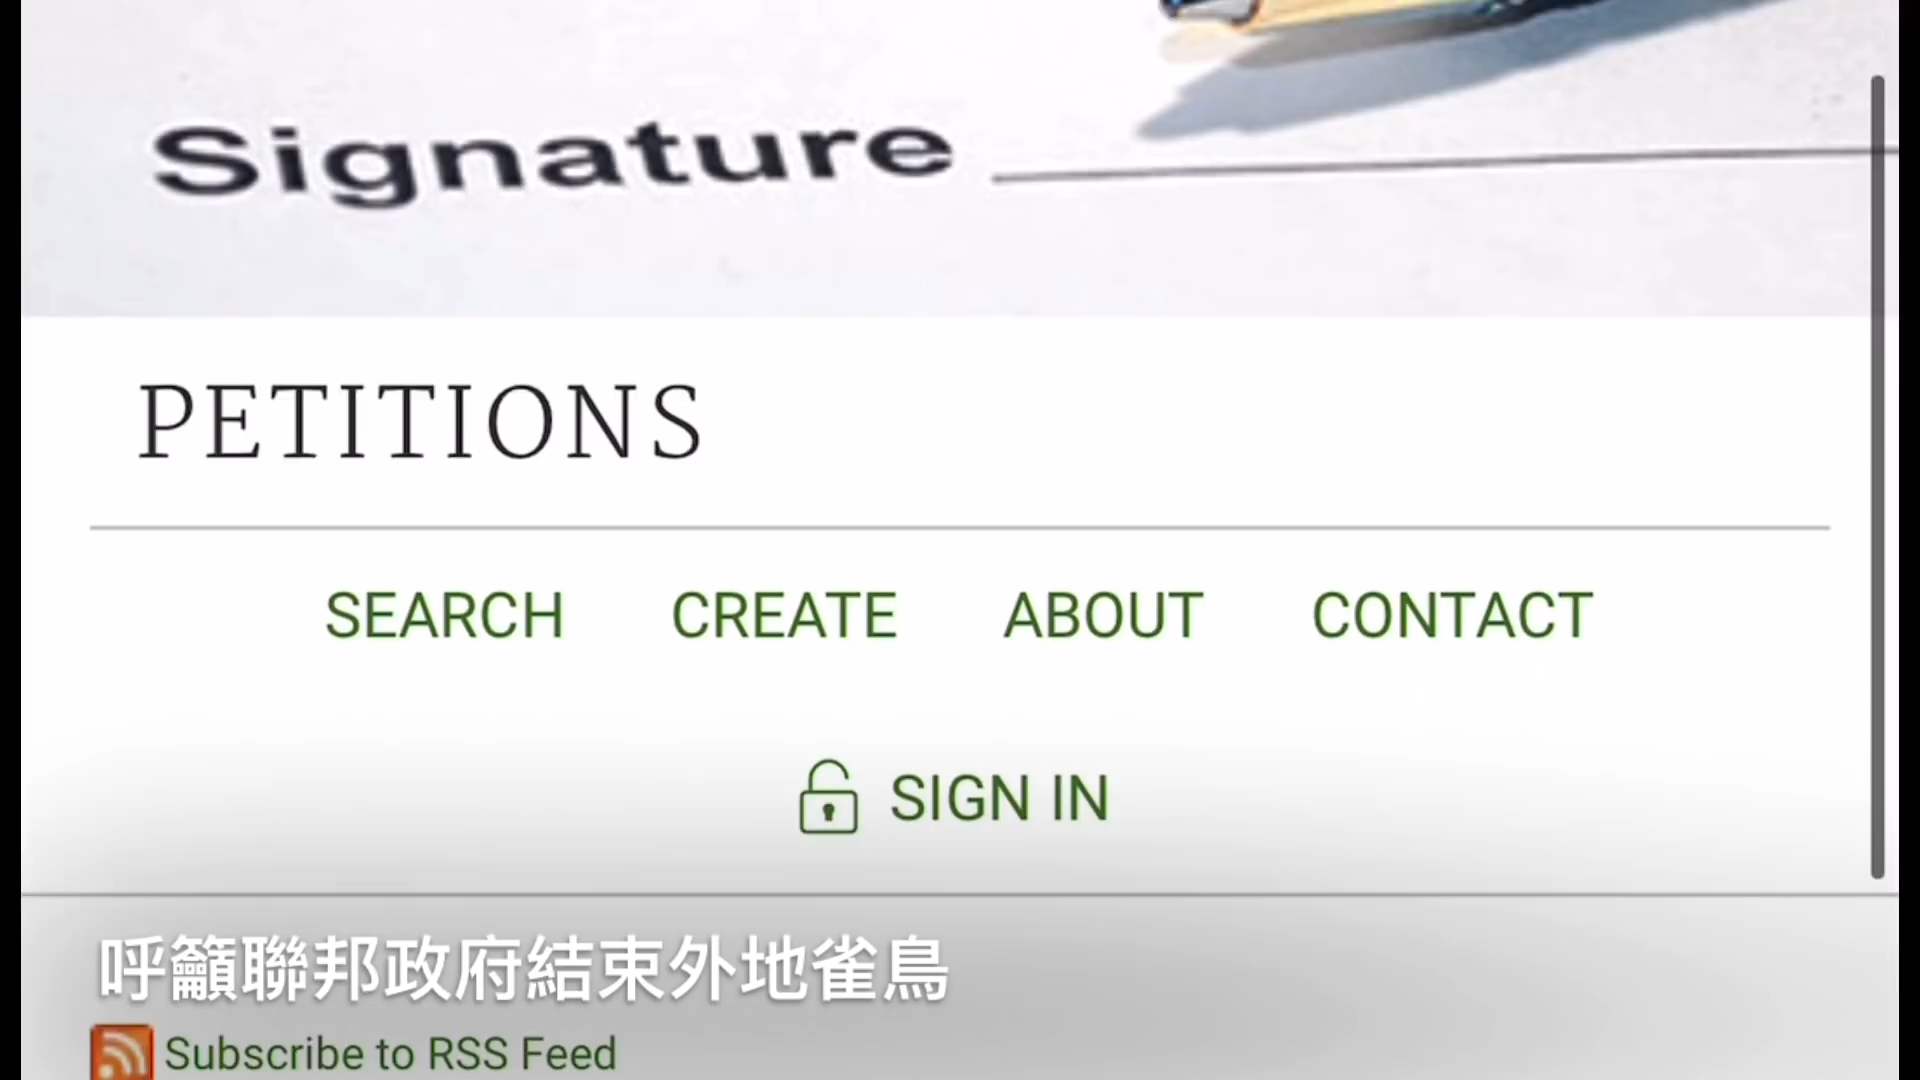 Signature
PETITIONS
SEARCH CREATE ABOUT CONTACT
SIGN IN
呼籲聯邦政府結束外地雀鳥
Subscribe to RSS Feed